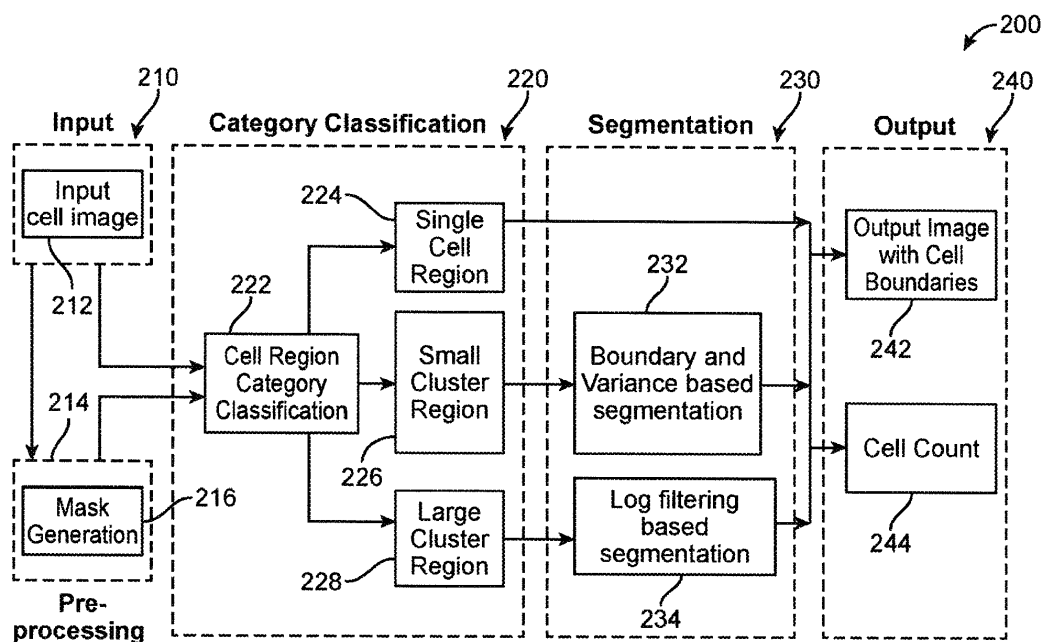 200
210
220
230
240
Input
Category Classification
Segmentation
Output
Input
cell image
212
214
Mask
Generation
216
Pre-
processing
222
Cell Region
Category
Classification
224
Single
Cell
Region
Small
Cluster
Region
226
Large
Cluster
Region
228
232
Boundary and
Variance based
segmentation
Log filtering
based
segmentation
234
Output Image
with Cell
Boundaries
242
Cell Count
244